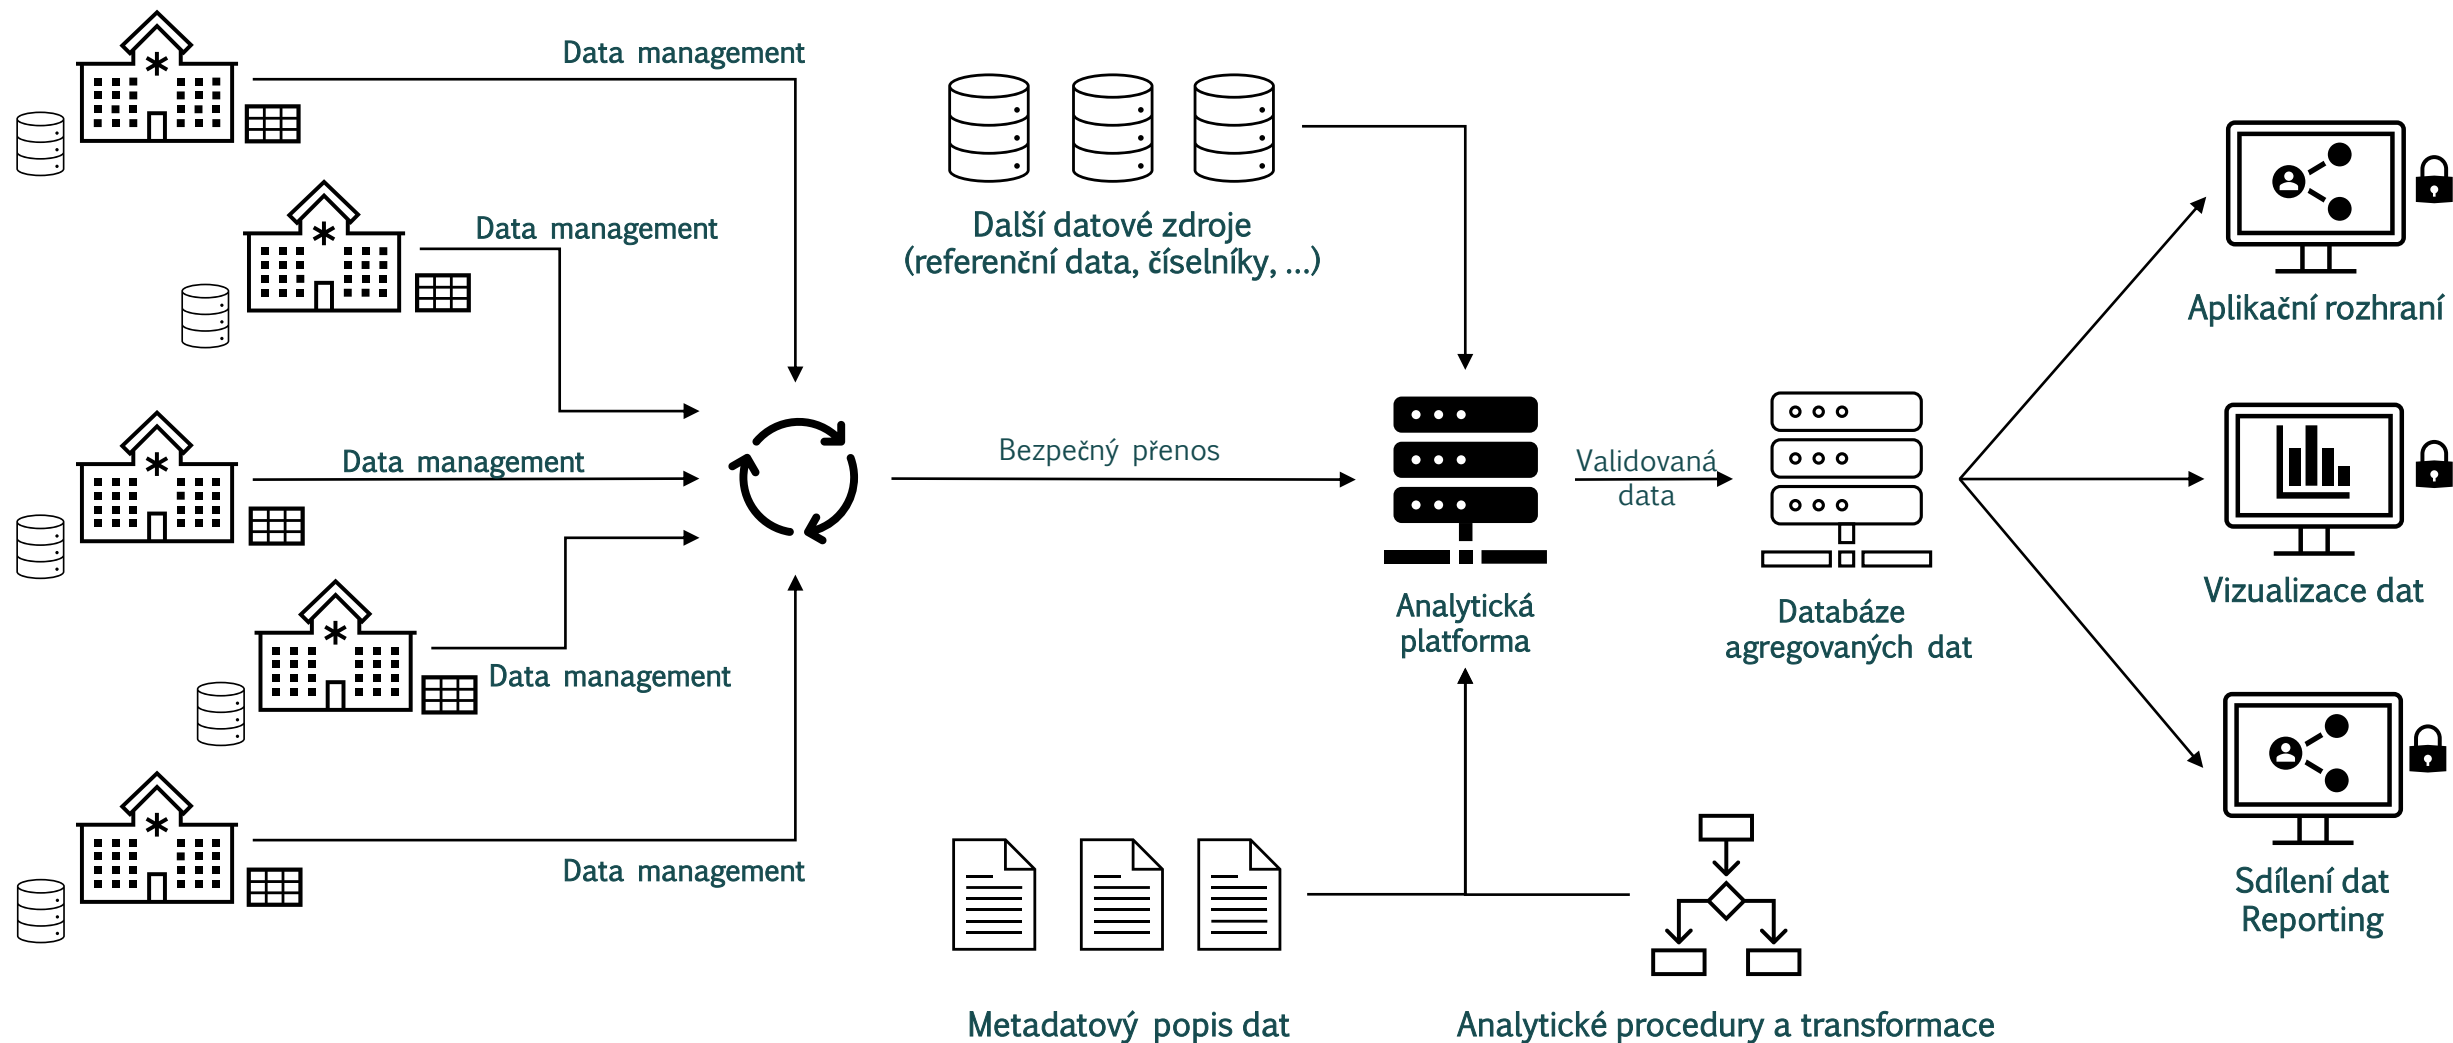 Data management
Data management
Data management
Data management
Data management
Další datové zdroje
(referenční data, číselníky, ...)
Bezpečný přenos
Analytická
platforma
Validovaná
data
Databáze
agregovaných dat
Metadatový popis dat
Analytické procedury a transformace
Aplikační rozhraní
Vizualizace dat
Sdílení dat
Reporting